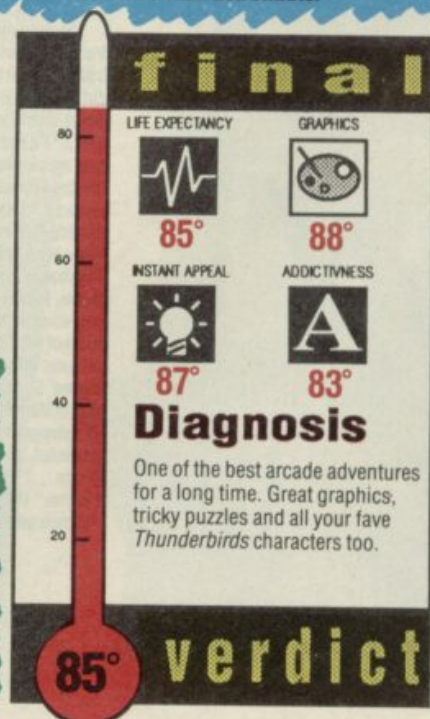 final
80
LIFE EXPECTANCY GRAPHICS
85° 88°
60
INSTANT APPEAL ADDICTIVNESS
A
87° 83°
40
Diagnosis
One of the best arcade adventures
for a long time. Great graphics,
tricky puzzles and all your fave
Thunderbirds characters too.
20
85°
verdict